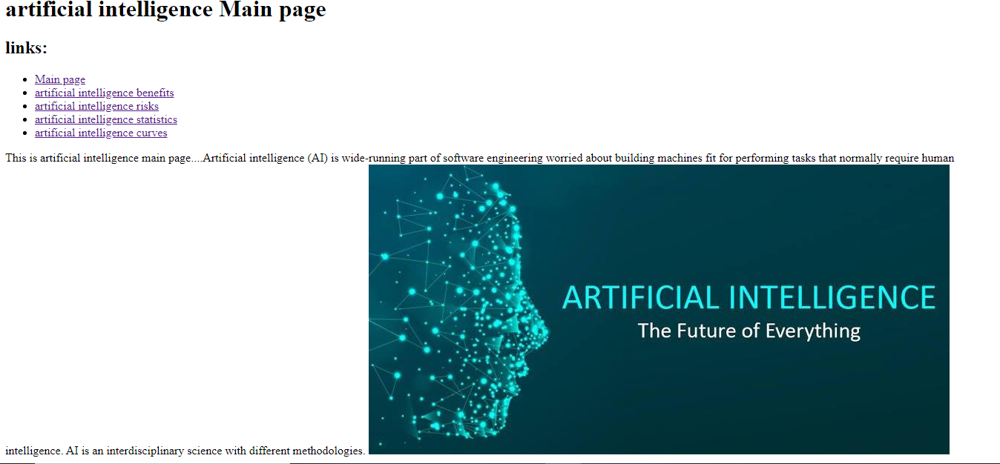 artificial intelligence Main page
links:
Main page
artificial intelligence benefits
artificial intelligence risks
artificial intelligence statistics
artificial intelligence curves
This is artificial intelligence main page....Artificial intelligence (AI) is wide-running part of software engineering worried about building machines fit for performing tasks that normally require human
ARTIFICIAL INTELLIGENCE
The Future of Everything
intelligence. AI is an interdisciplinary science with different methodologies.